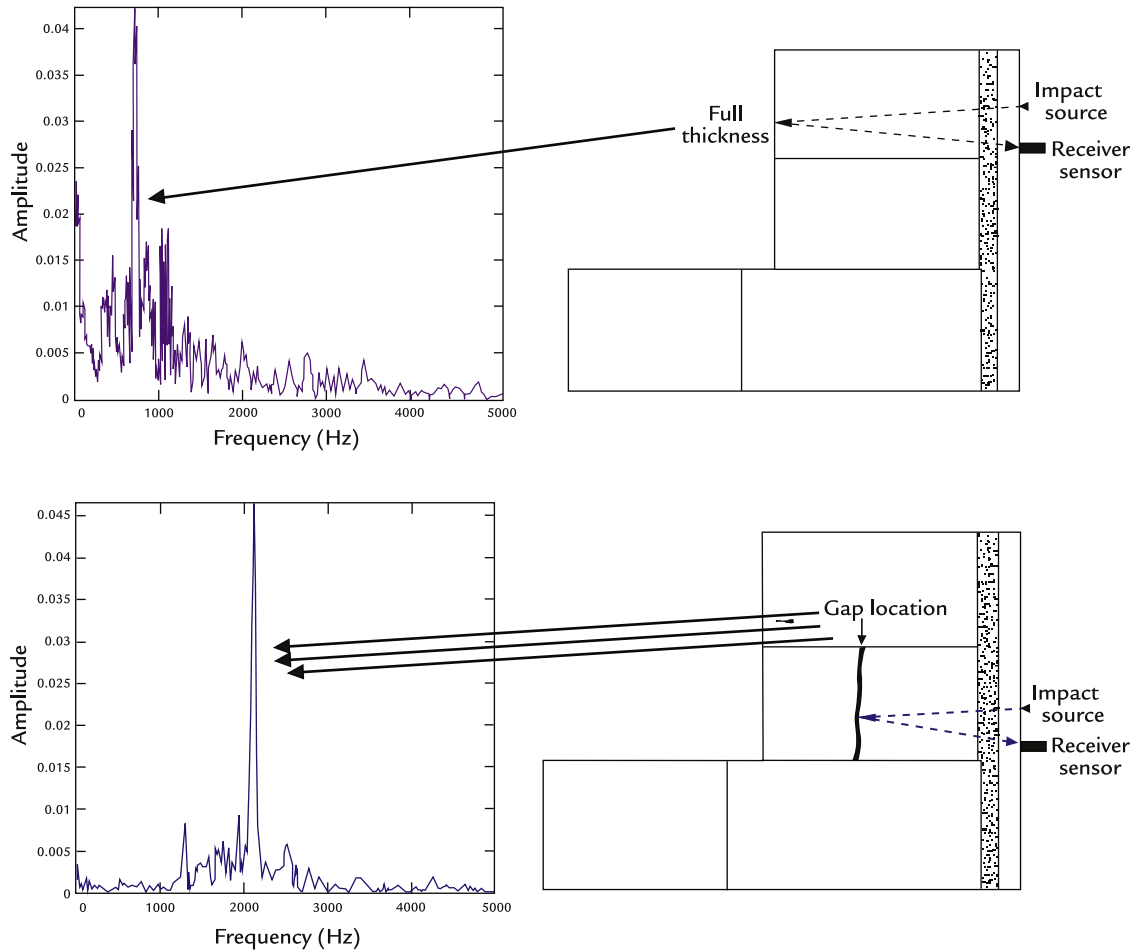 0.04
0.035
0.03
0.025
0.02
0.015
0.01
0.005
0
Amplitude
0 1000 2000 3000 4000 5000
Frequency (Hz)
Full
thickness
Impact
source
Receiver
sensor
0.045
0.04
0.035
0.03
0.025
0.02
0.015
0.01
0.005
0
Amplitude
0 1000 2000 3000 4000 5000
Frequency (Hz)
Gap location
Impact
source
Receiver
sensor